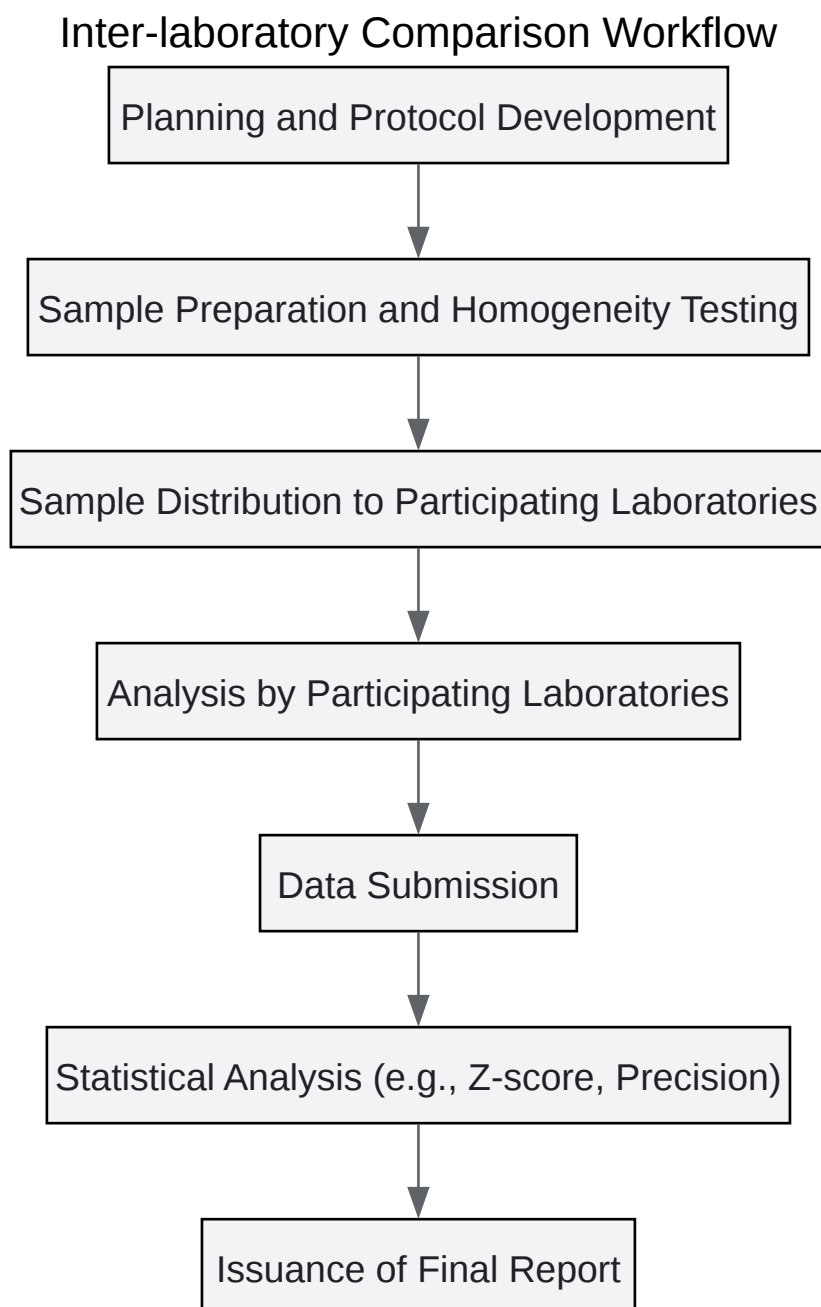 Inter-laboratory Comparison Workflow
Planning and Protocol Development
Sample Preparation and Homogeneity Testing
Sample Distribution to Participating Laboratories
Analysis by Participating Laboratories
Data Submission
Statistical Analysis (e.g., Z-score, Precision)
Issuance of Final Report